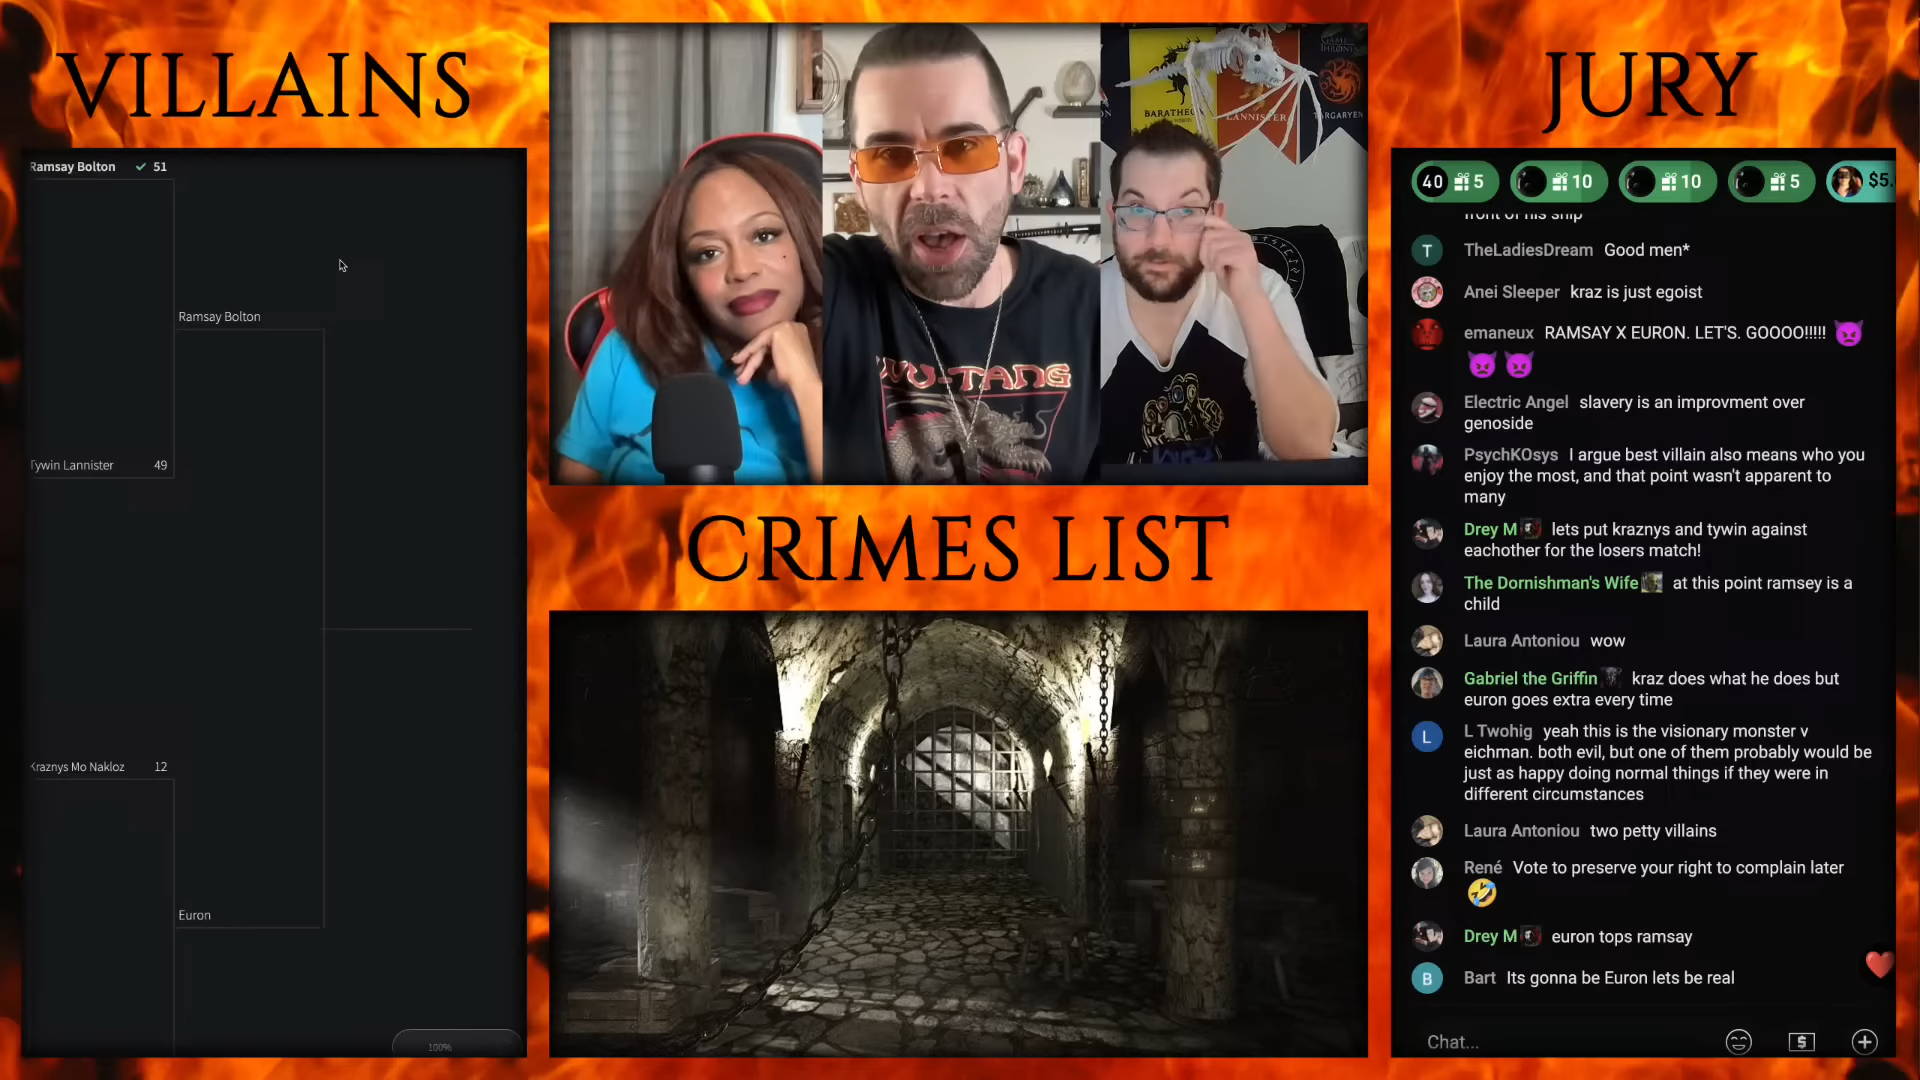 VILLAINS
Ramsay Bolton ✓ 51
Ramsay Bolton
Tywin Lannister 49
Kraznys Mo Nakloz 12
Euron
100%
BARATHEON
LANNISTER
TARGARYEN
WU-TANG
CRIMES LIST
JURY
40 5
10
10
5
$5.
front of his ship
T TheLadiesDream Good men*
Anei Sleeper kraz is just egoist
emaneux RAMSAY X EURON. LET'S. GOOOO!!!!! 👿
👿👿
Electric Angel slavery is an improvment over
genoside
PsychKOsys I argue best villain also means who you
enjoy the most, and that point wasn't apparent to
many
Drey M lets put kraznys and tywin against
eachother for the losers match!
The Dornishman's Wife at this point ramsey is a
child
Laura Antoniou wow
Gabriel the Griffin kraz does what he does but
euron goes extra every time
L L Twohig yeah this is the visionary monster v
eichman. both evil, but one of them probably would be
just as happy doing normal things if they were in
different circumstances
Laura Antoniou two petty villains
René Vote to preserve your right to complain later
🤣
Drey M euron tops ramsay
B Bart Its gonna be Euron lets be real
Chat...